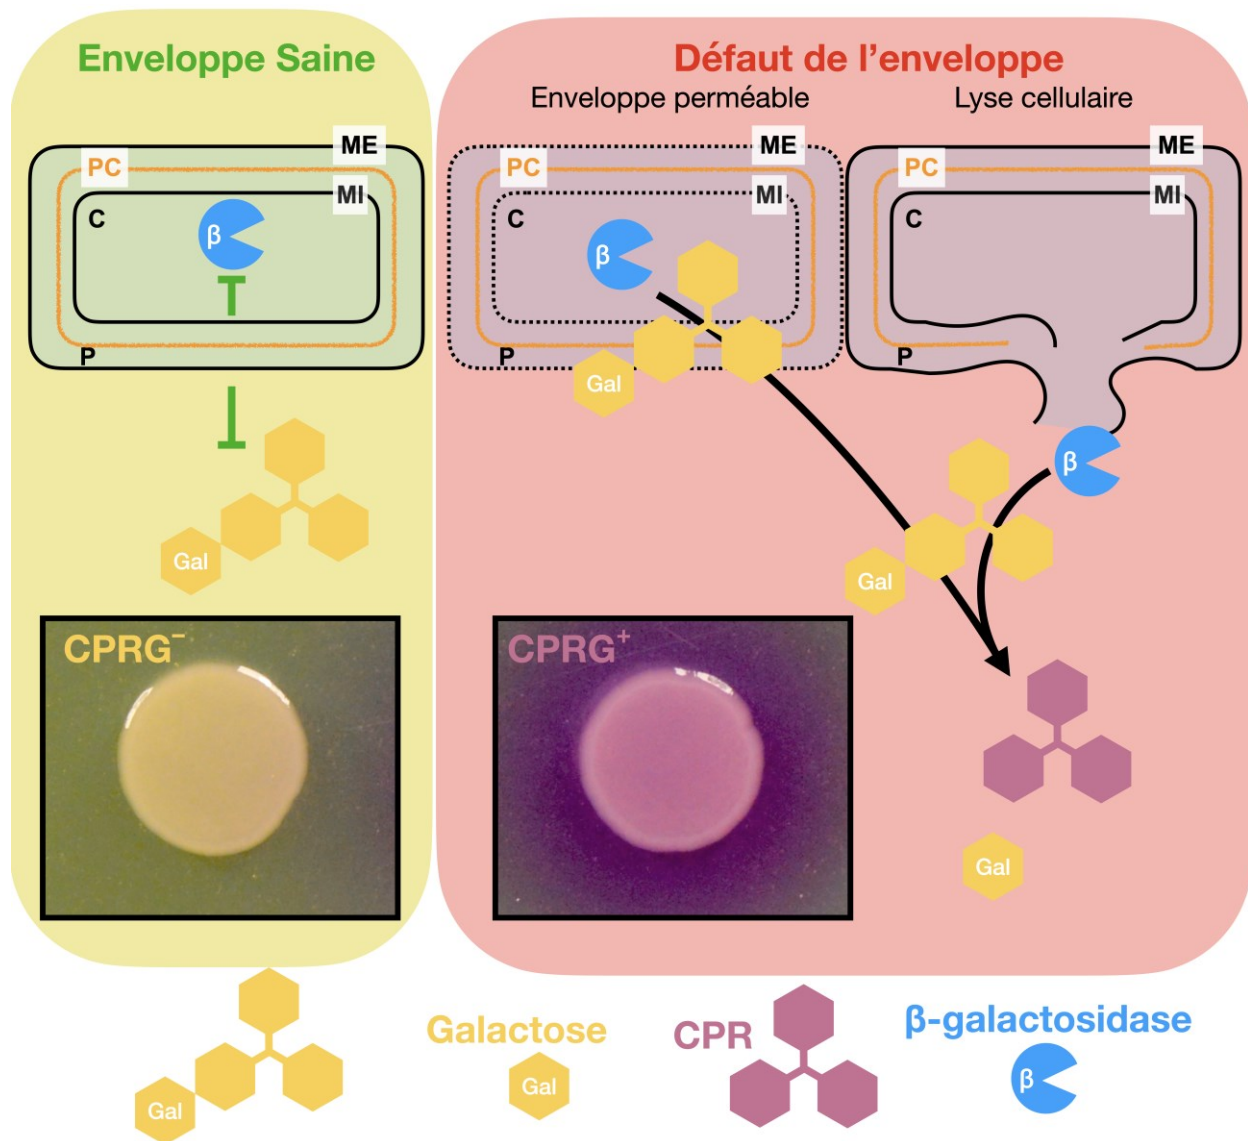 Enveloppe Saine
Défaut de l’enveloppe
Enveloppe perméable
Lyse cellulaire
ME
PC
MI
C
β
P
Gal
ME
PC
MI
C
β
P
Gal
ME
PC
MI
C
P
β
Gal
CPRG⁻
CPRG⁺
Gal
Gal
Galactose
Gal
CPR
β-galactosidase
β